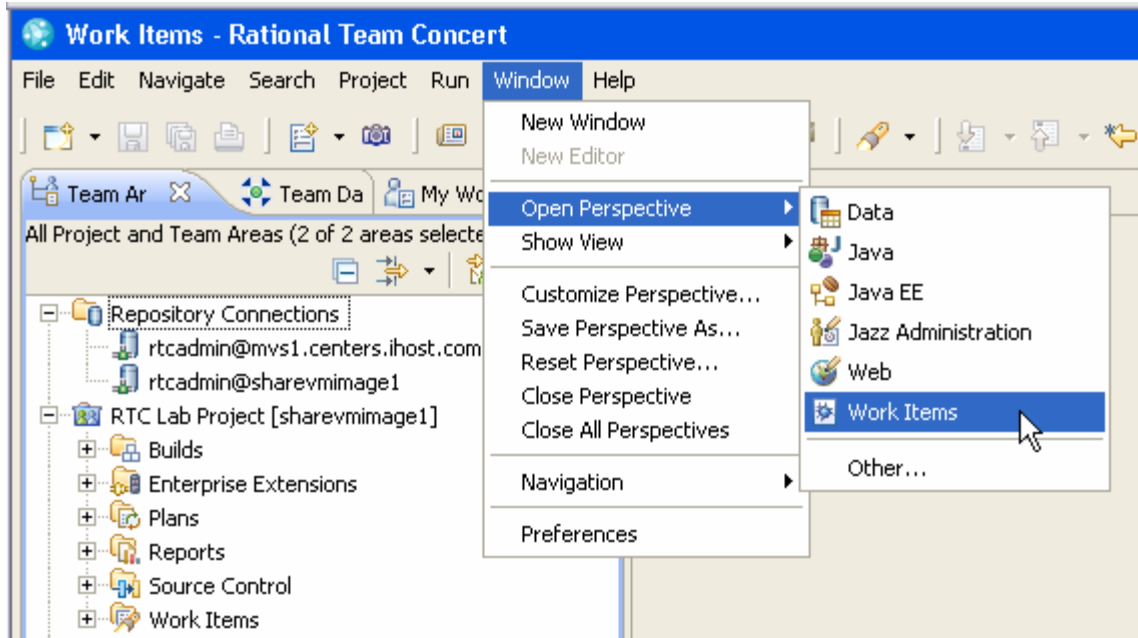 Work Items - Rational Team Concert
File Edit Navigate Search Project Run Window Help
New Window
New Editor
Team Ar Team Da My Wo
Open Perspective
Data
All Project and Team Areas (2 of 2 areas selecte
Show View
Java
Customize Perspective...
Java EE
Repository Connections
Save Perspective As...
Jazz Administration
rtcadmin@mvs1.centers.ihost.com
Reset Perspective...
Web
rtcadmin@sharevmimage1
Close Perspective
Work Items
RTC Lab Project [sharevmimage1]
Close All Perspectives
Builds
Other...
Enterprise Extensions
Navigation
Plans
Preferences
Reports
Source Control
Work Items